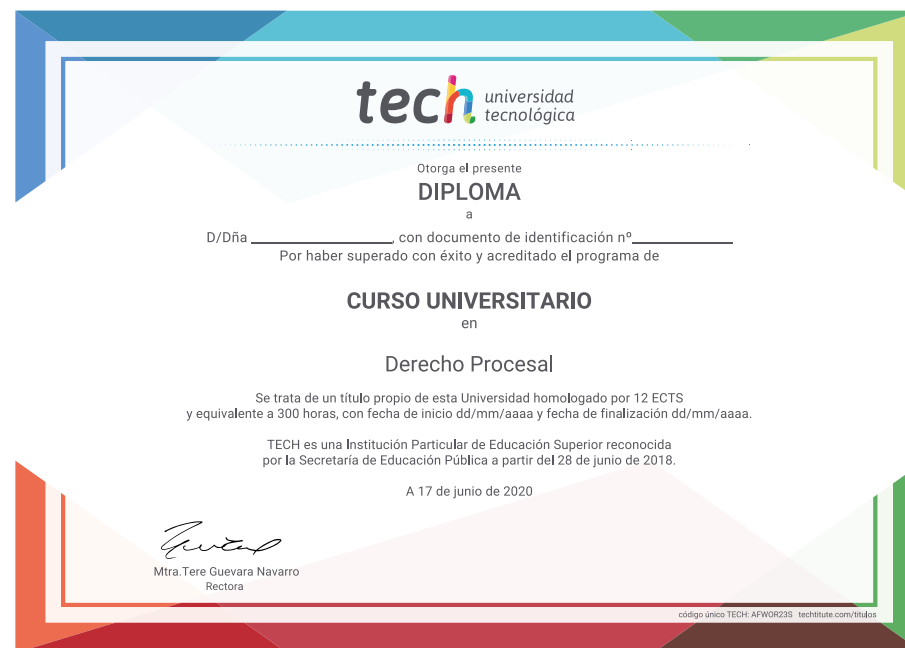 tech universidad
tecnológica
Otorga el presente
DIPLOMA
a
D/Dña ____________________, con documento de identificación nº______________
Por haber superado con éxito y acreditado el programa de
CURSO UNIVERSITARIO
en
Derecho Procesal
Se trata de un título propio de esta Universidad homologado por 12 ECTS
y equivalente a 300 horas, con fecha de inicio dd/mm/aaaa y fecha de finalización dd/mm/aaaa.
TECH es una Institución Particular de Educación Superior reconocida
por la Secretaría de Educación Pública a partir del 28 de junio de 2018.
A 17 de junio de 2020
Mtra.Tere Guevara Navarro
Rectora
código único TECH: AFWOR23S techtitute.com/titulos